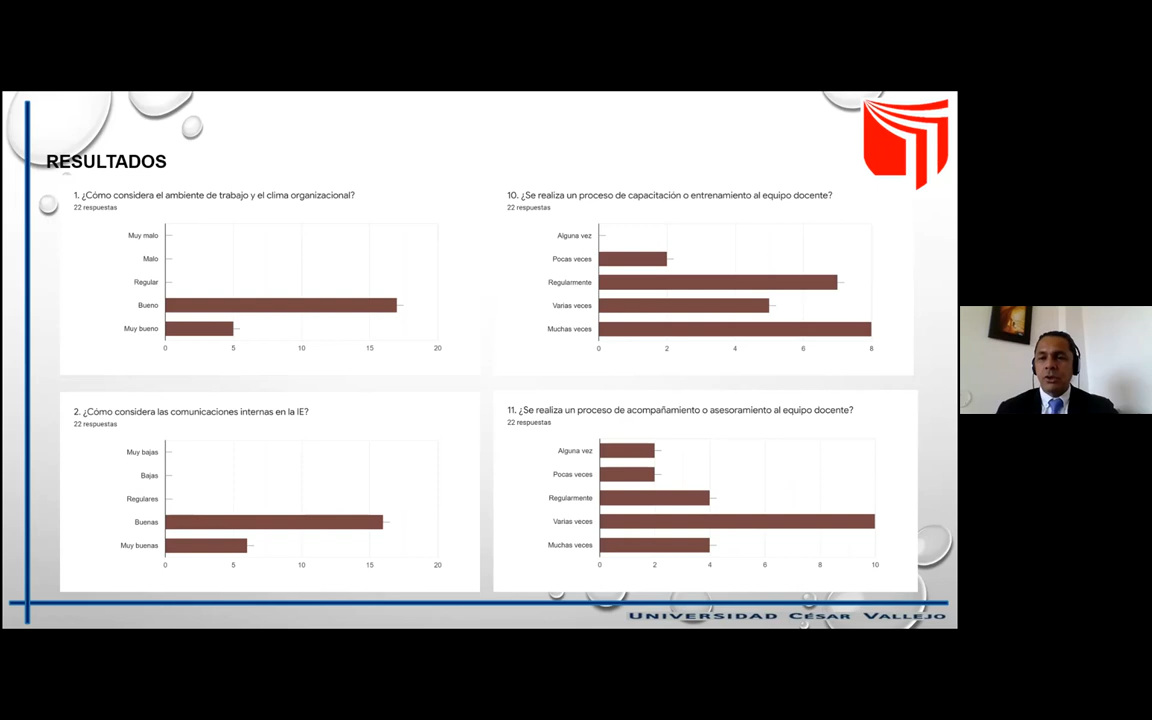 RESULTADOS
1. ¿Cómo considera el ambiente de trabajo y el clima organizacional?
22 respuestas
Muy malo
Malo
Regular
Bueno
Muy bueno
0 5 10 15 20
10. ¿Se realiza un proceso de capacitación o entrenamiento al equipo docente?
22 respuestas
Alguna vez
Pocas veces
Regularmente
Varias veces
Muchas veces
0 2 4 6 8
2. ¿Cómo considera las comunicaciones internas en la IE?
22 respuestas
Muy bajas
Bajas
Regulares
Buenas
Muy buenas
0 5 10 15 20
11. ¿Se realiza un proceso de acompañamiento o asesoramiento al equipo docente?
22 respuestas
Alguna vez
Pocas veces
Regularmente
Varias veces
Muchas veces
0 2 4 6 8 10
UNIVERSIDAD CÉSAR VALLEJO